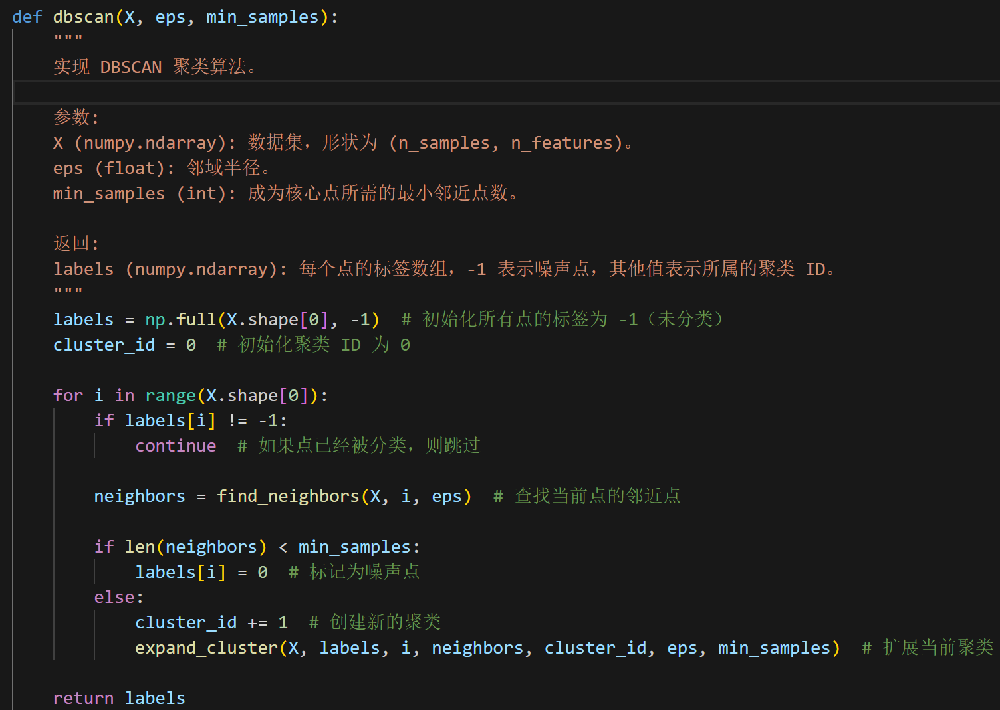 def dbscan(X, eps, min_samples):
"""
实现 DBSCAN 聚类算法。
参数:
X (numpy.ndarray): 数据集，形状为 (n_samples, n_features)。
eps (float): 邻域半径。
min_samples (int): 成为核心点所需的最小邻近点数。
返回:
labels (numpy.ndarray): 每个点的标签数组，-1 表示噪声点，其他值表示所属的聚类 ID。
"""
labels = np.full(X.shape[0], -1)  # 初始化所有点的标签为 -1（未分类）
cluster_id = 0  # 初始化聚类 ID 为 0
for i in range(X.shape[0]):
if labels[i] != -1:
continue  # 如果点已经被分类，则跳过
neighbors = find_neighbors(X, i, eps)  # 查找当前点的邻近点
if len(neighbors) < min_samples:
labels[i] = 0  # 标记为噪声点
else:
cluster_id += 1  # 创建新的聚类
expand_cluster(X, labels, i, neighbors, cluster_id, eps, min_samples)  # 扩展当前聚类
return labels